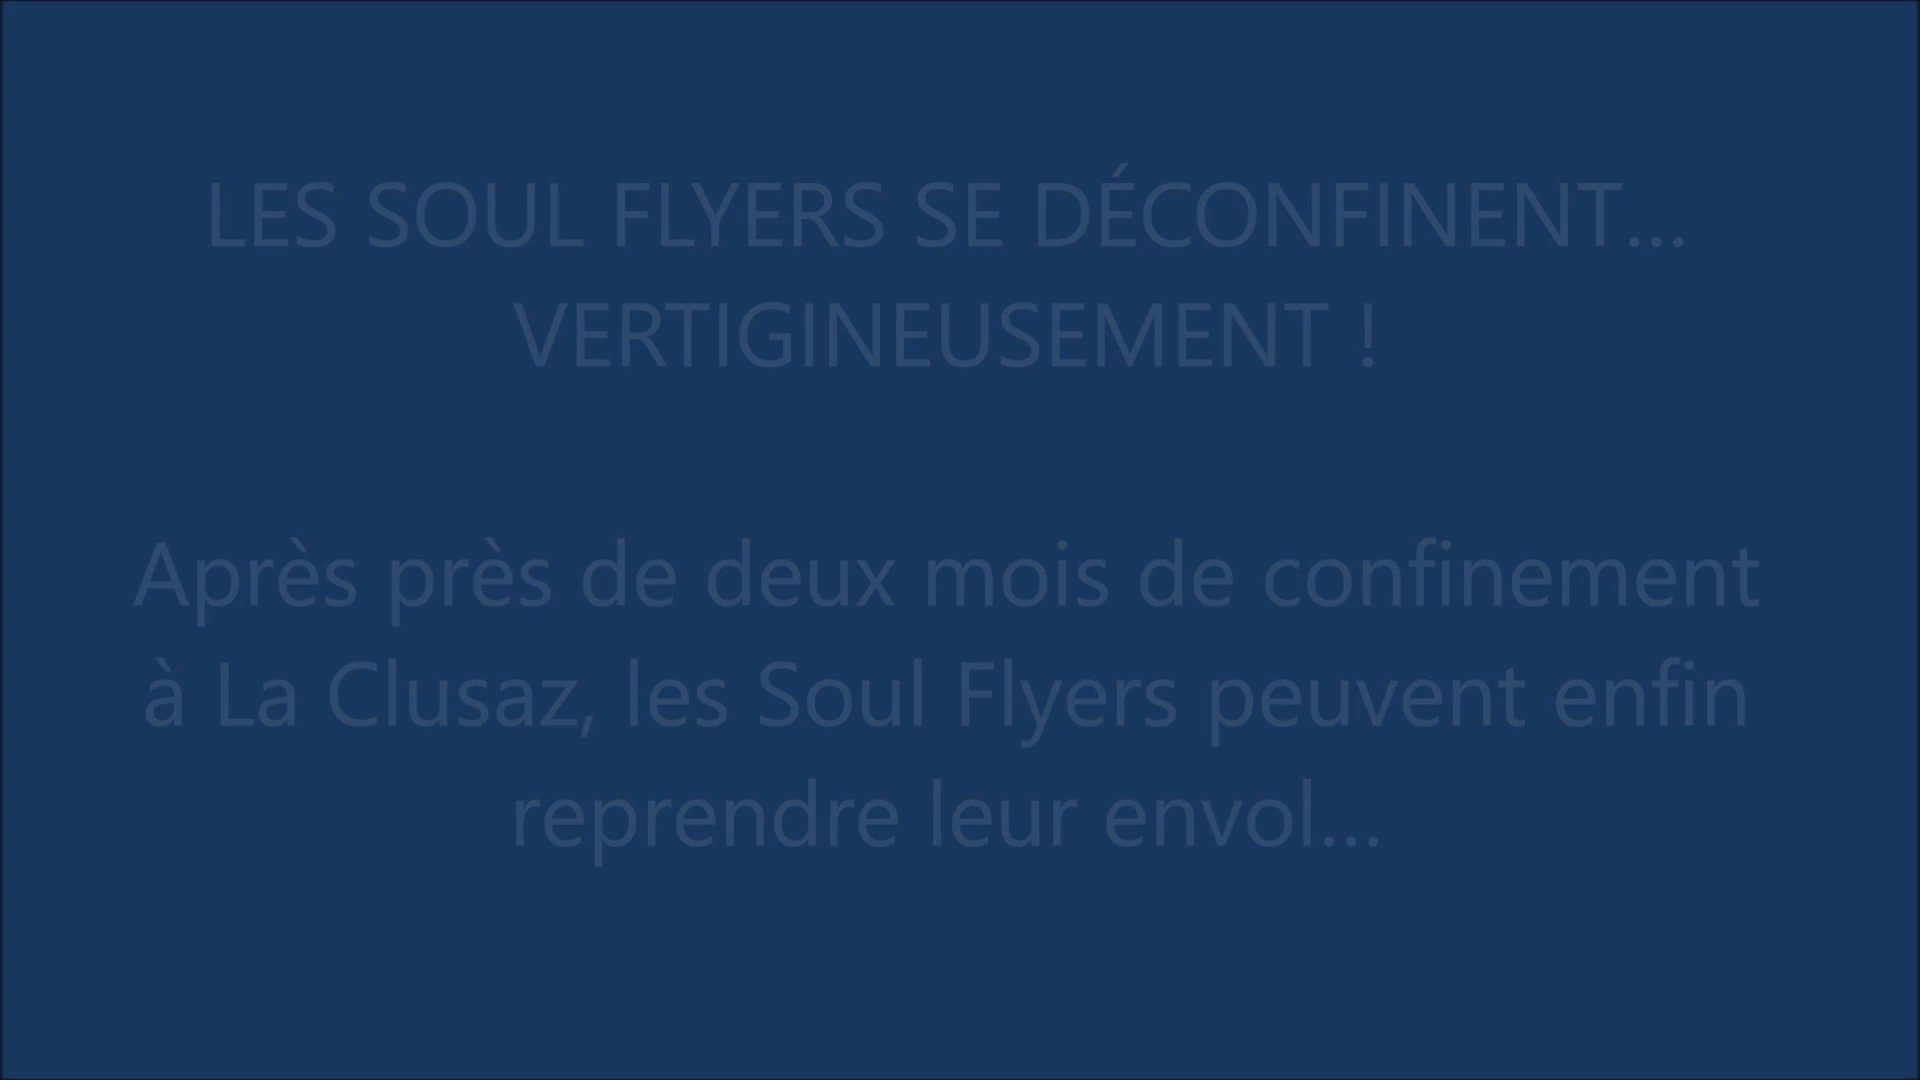 LES SOUL FLYERS SE DÉCONFINENT...
VERTIGINEUSEMENT !
Après près de deux mois de confinement
à La Clusaz, les Soul Flyers peuvent enfin
reprendre leur envol...